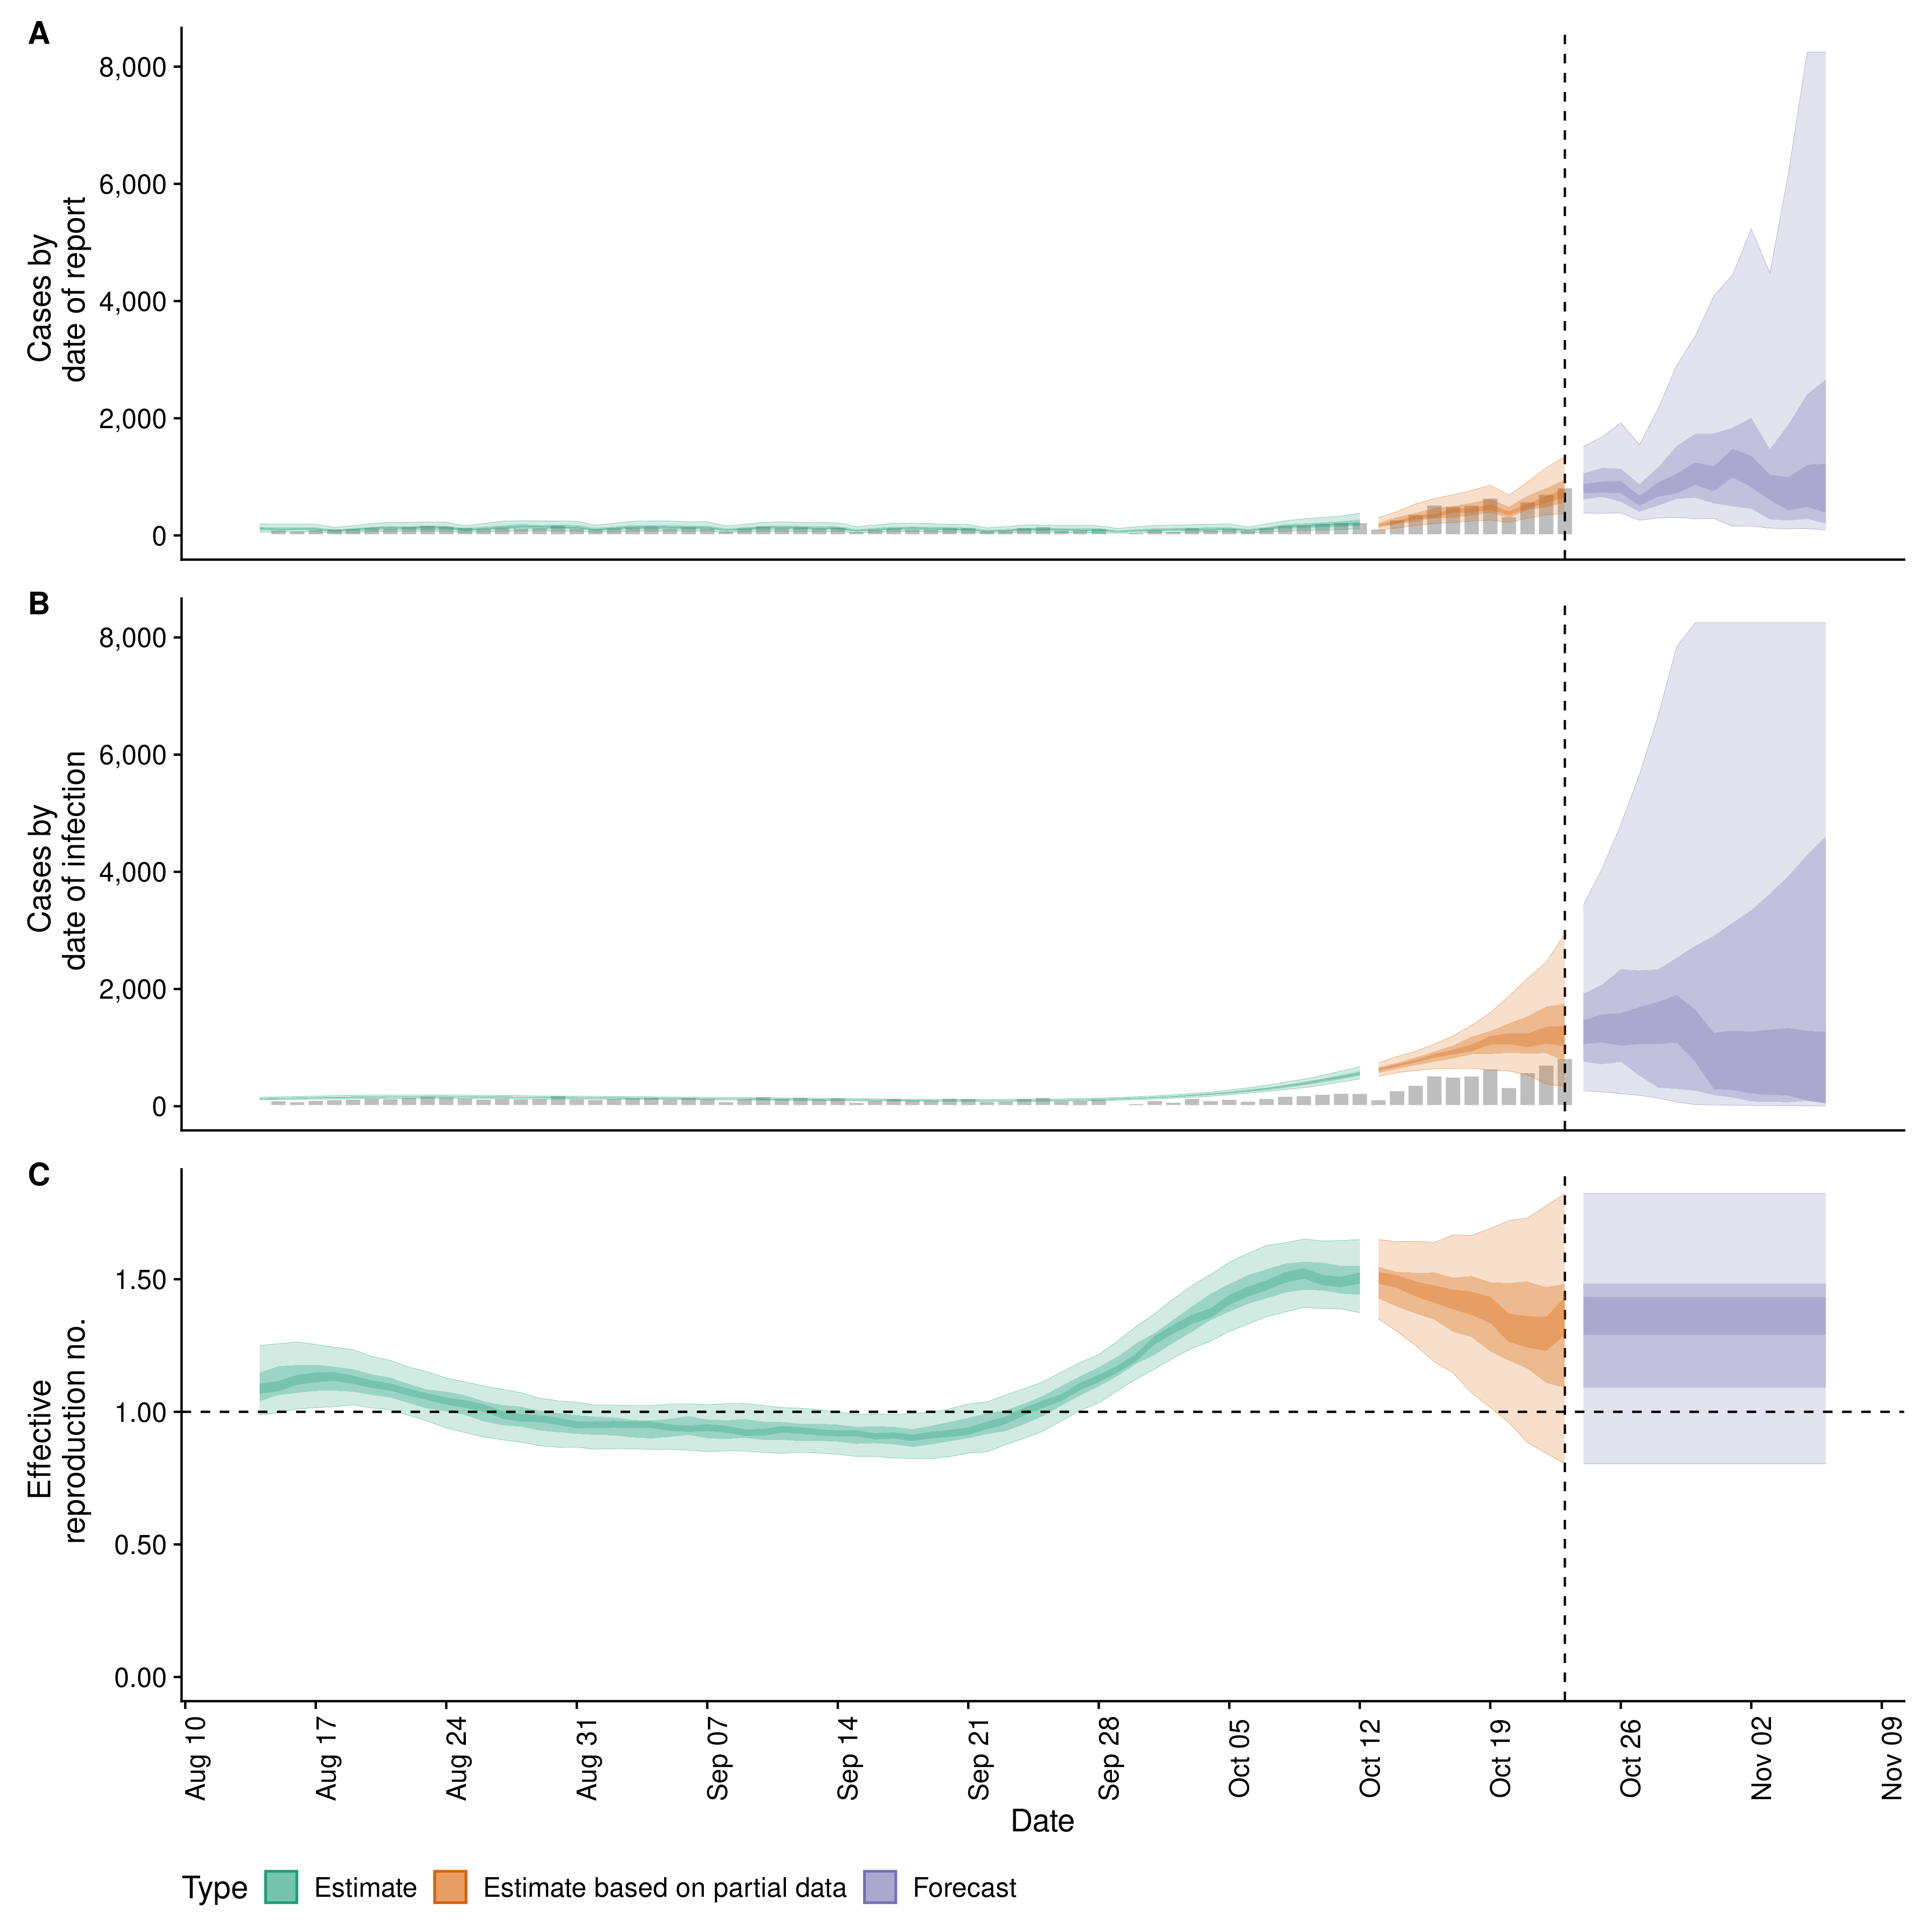 A
8,000
6,000
4,000
2,000
0
Cases by
date of report
B
8,000
6,000
4,000
2,000
0
Cases by
date of infection
C
1.50
1.00
0.50
0.00
Effective
reproduction no.
Aug 10
Aug 17
Aug 24
Aug 31
Sep 07
Sep 14
Sep 21
Sep 28
Oct 05
Oct 12
Oct 19
Oct 26
Nov 02
Nov 09
Date
Type Estimate Estimate based on partial data Forecast